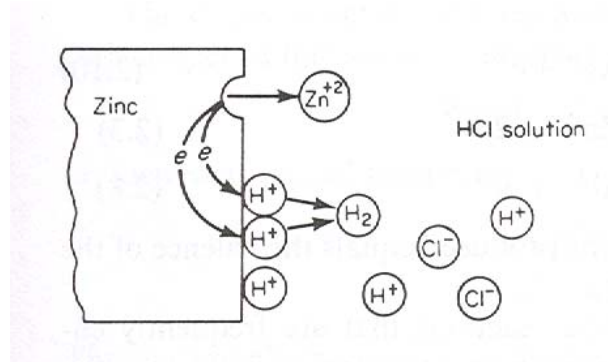 Zinc
Zn+2
HCl solution
e
e
H+
H+
H2
H+
Cl-
H+
H+
Cl-